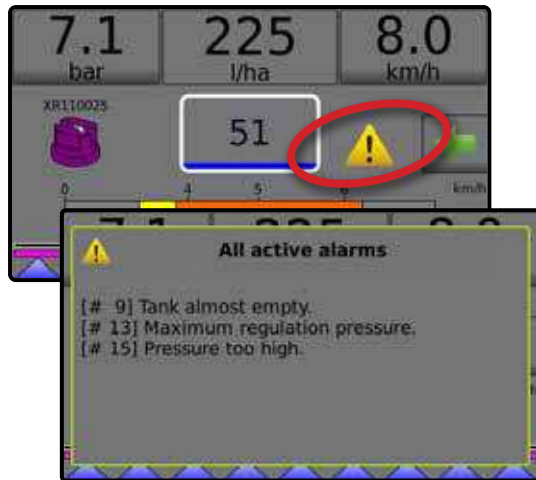 7.1 225 8.0
bar l/ha km/h
XR110025
51
0 4 5 6 km/h
All active alarms
[# 9] Tank almost empty.
[# 13] Maximum regulation pressure.
[# 15] Pressure too high.